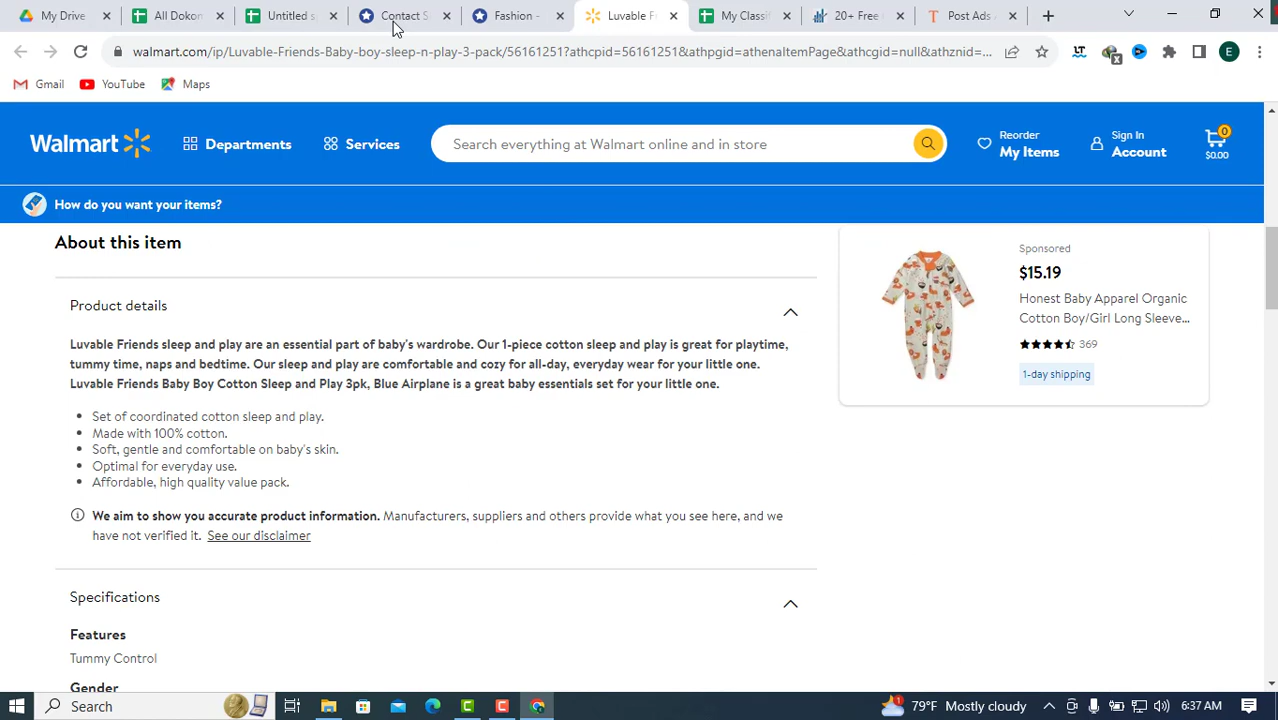 My Drive
All Dokon
Untitled s
Contact S
Fashion -
Luvable F
My Classif
20+ Free
Post Ads
walmart.com/ip/Luvable-Friends-Baby-boy-sleep-n-play-3-pack/56161251?athcpid=56161251&athpgid=athenaItemPage&athcgid=null&athznid=...
E
Gmail
YouTube
Maps
Walmart
Departments
Services
Search everything at Walmart online and in store
Reorder
My Items
Sign In
Account
0
$0.00
How do you want your items?
About this item
Product details
Luvable Friends sleep and play are an essential part of baby's wardrobe. Our 1-piece cotton sleep and play is great for playtime,
tummy time, naps and bedtime. Our sleep and play are comfortable and cozy for all-day, everyday wear for your little one.
Luvable Friends Baby Boy Cotton Sleep and Play 3pk, Blue Airplane is a great baby essentials set for your little one.
• Set of coordinated cotton sleep and play.
• Made with 100% cotton.
• Soft, gentle and comfortable on baby's skin.
• Optimal for everyday use.
• Affordable, high quality value pack.
We aim to show you accurate product information. Manufacturers, suppliers and others provide what you see here, and we
have not verified it. See our disclaimer
Specifications
Features
Tummy Control
Gender
Sponsored
$15.19
Honest Baby Apparel Organic
Cotton Boy/Girl Long Sleeve...
369
1-day shipping
Search
1
79°F Mostly cloudy
6:37 AM